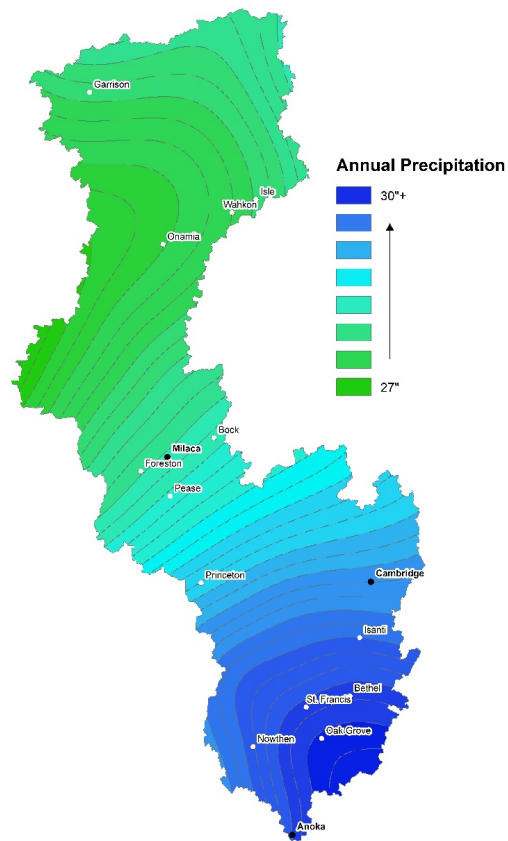 Garrison
Annual Precipitation
Isle
30"+
Wahkon
Onamia
27"
Bock
Milaca
Foreston
Pease
Cambridge
Princeton
Isanti
Bethel
St. Francis
Oak Grove
Nowthen
Anoka